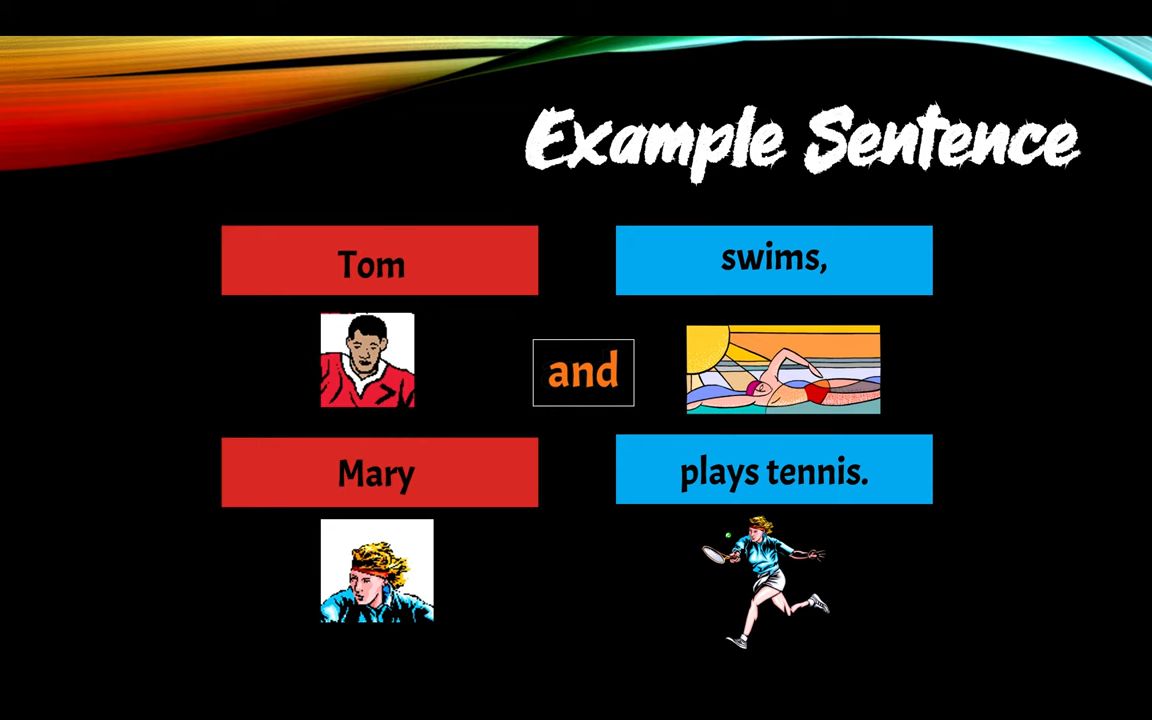 Example Sentence
Tom
swims,
and
Mary
plays tennis.